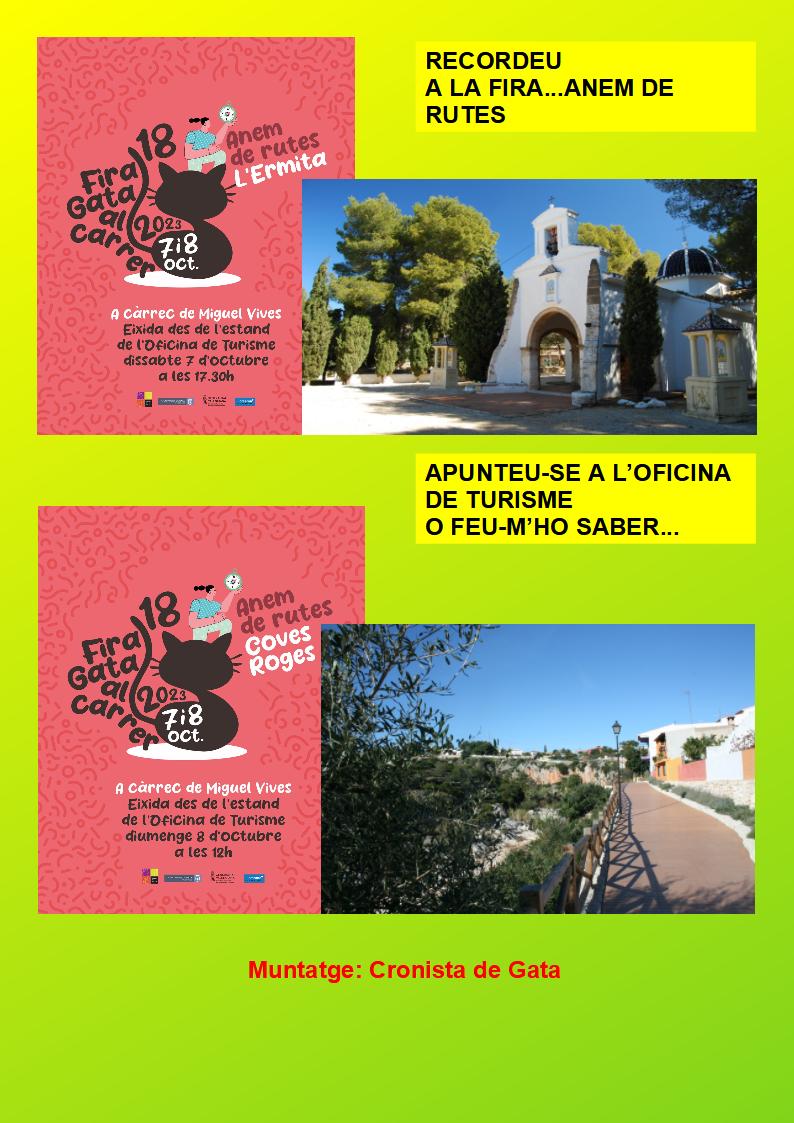 RECORDEU
A LA FIRA...ANEM DE
RUTES
18
Fira
Gata
al
carrer
2023
7i8
oct.
Anem
de rutes
L'Ermita
A càrrec de Miguel Vives
Eixida des de l'estand
de l'Oficina de Turisme
dissabte 7 d'octubre
a les 17.30h
APUNTEU-SE A L’OFICINA
DE TURISME
O FEU-M’HO SABER...
18
Fira
Gata
al
carrer
2023
7i8
oct.
Anem
de rutes
Coves
Roges
A càrrec de Miguel Vives
Eixida des de l'estand
de l'Oficina de Turisme
diumenge 8 d'octubre
a les 12h
Muntatge: Cronista de Gata